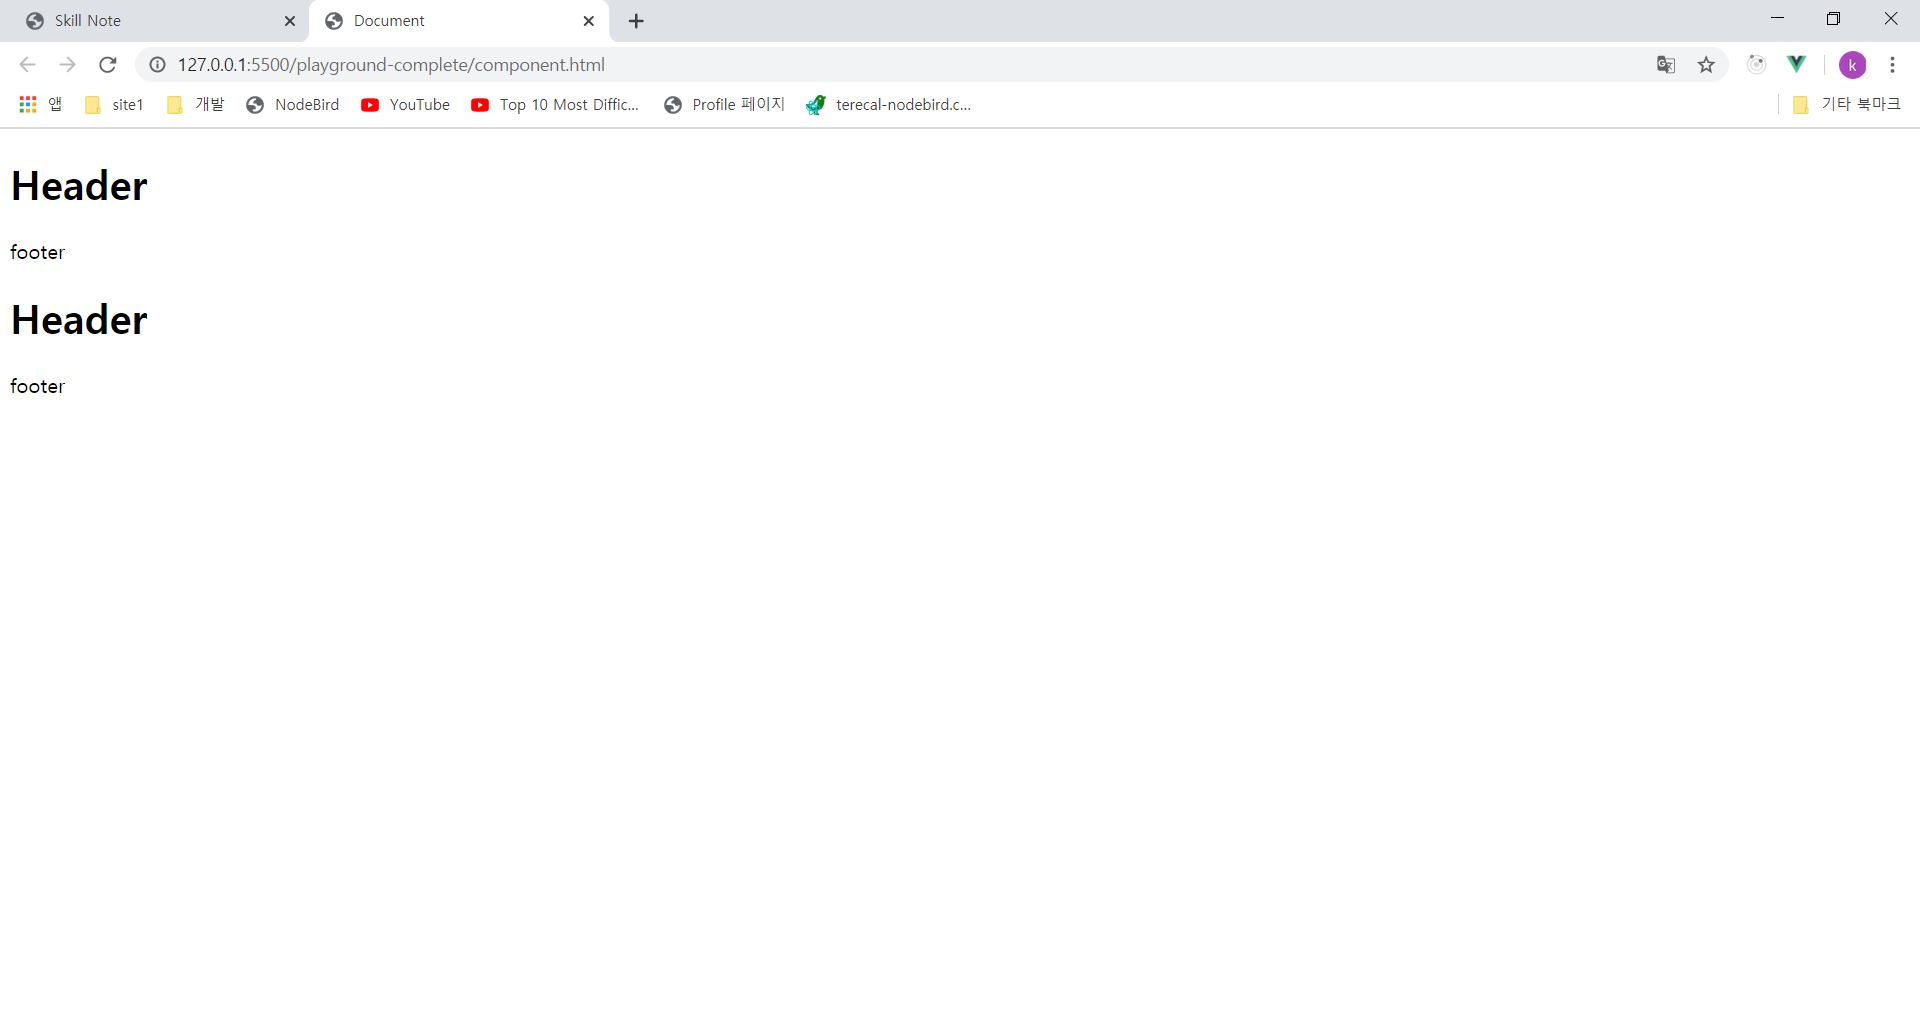 Skill Note
Document
127.0.0.1:5500/playground-complete/component.html
k
앱
site1
개발
NodeBird
YouTube
Top 10 Most Diffic...
Profile 페이지
terecal-nodebird.c...
기타 북마크
Header
footer
Header
footer